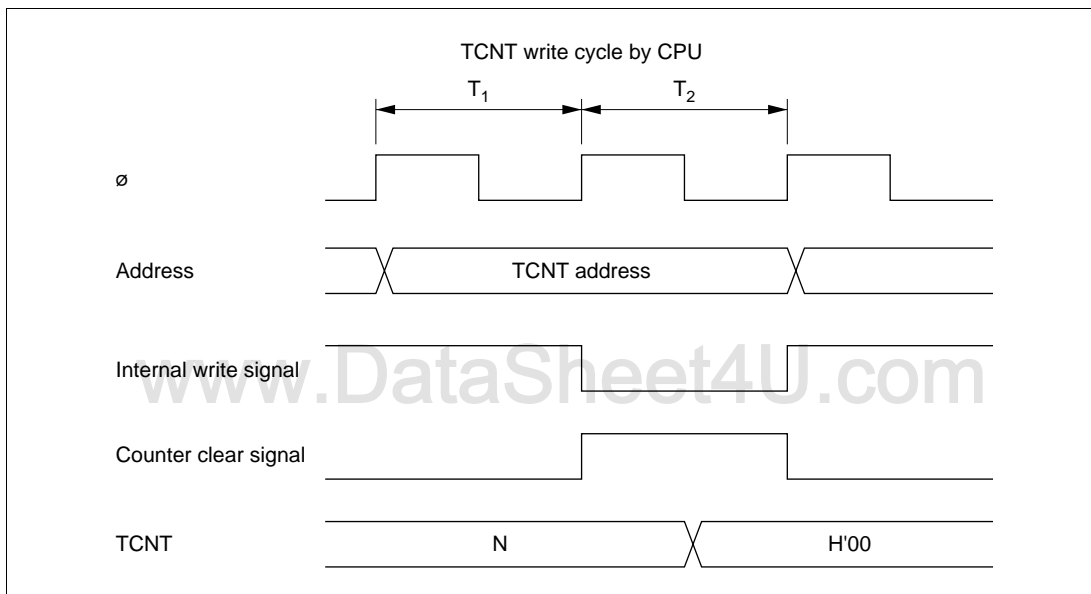 TCNT write cycle by CPU
T1 T2
ø
Address TCNT address
Internal write signal
www.DataSheet4U.com
Counter clear signal
TCNT N H'00